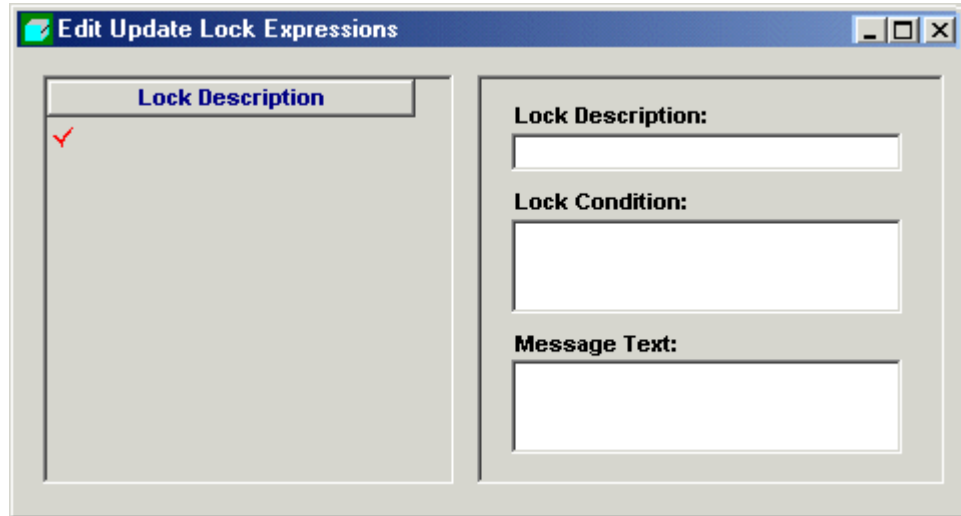 Edit Update Lock Expressions
Lock Description
Lock Description:
Lock Condition:
Message Text: